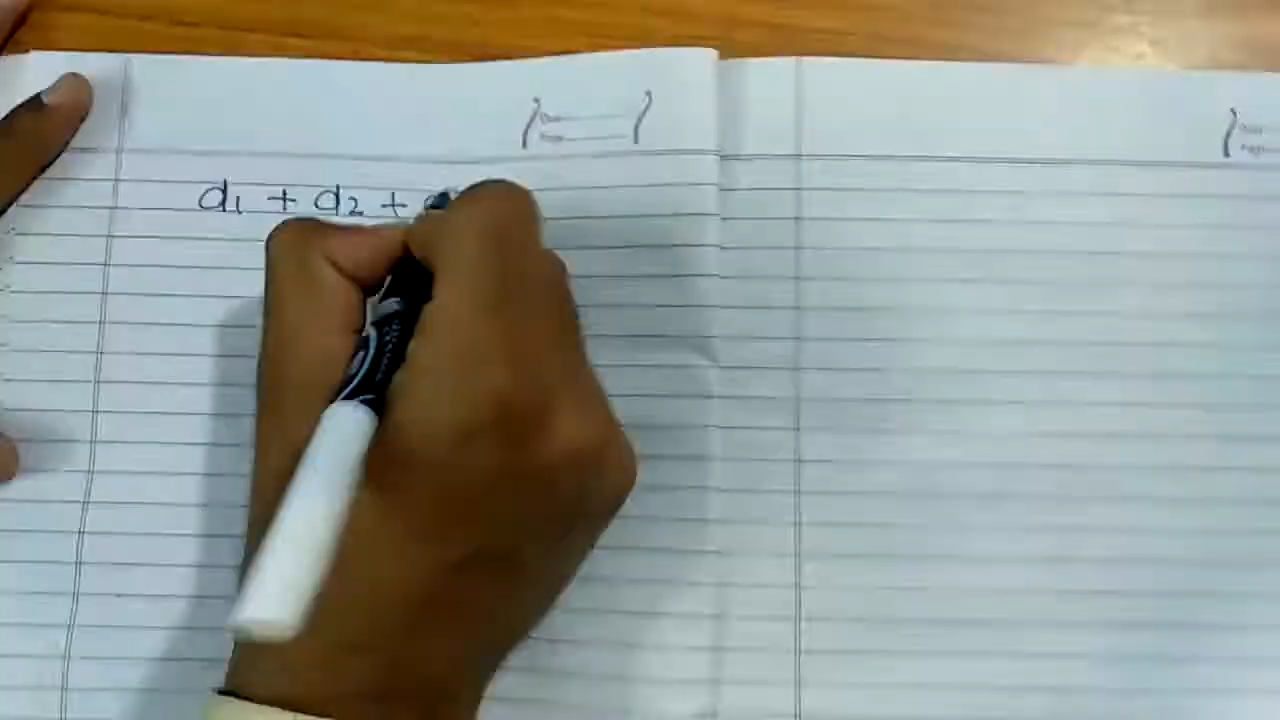 d1 + d2 +